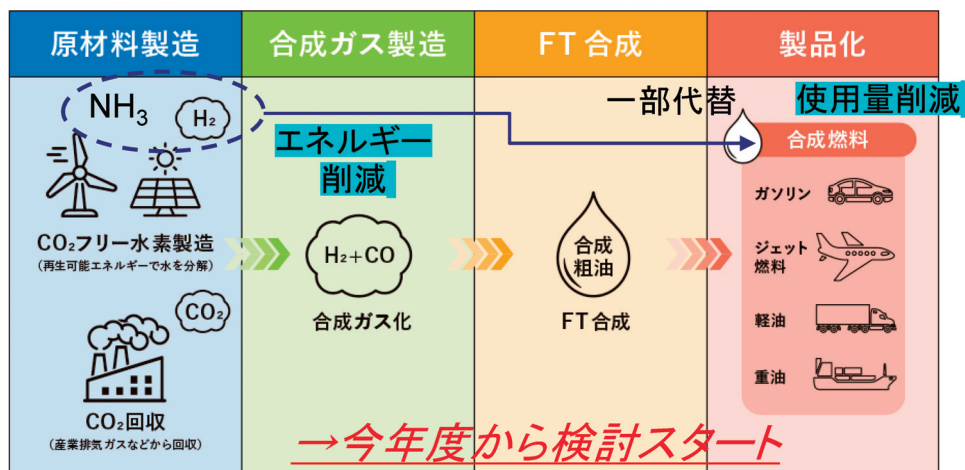 原材料製造
合成ガス製造
FT合成
製品化
NH₃
H₂
CO₂フリー水素製造
(再生可能エネルギーで水を分解)
CO₂
CO₂回収
(産業排気ガスなどから回収)
エネルギー
削減
H₂+CO
合成ガス化
合成
粗油
FT合成
一部代替
使用量削減
合成燃料
ガソリン
ジェット
燃料
軽油
重油
→今年度から検討スタート